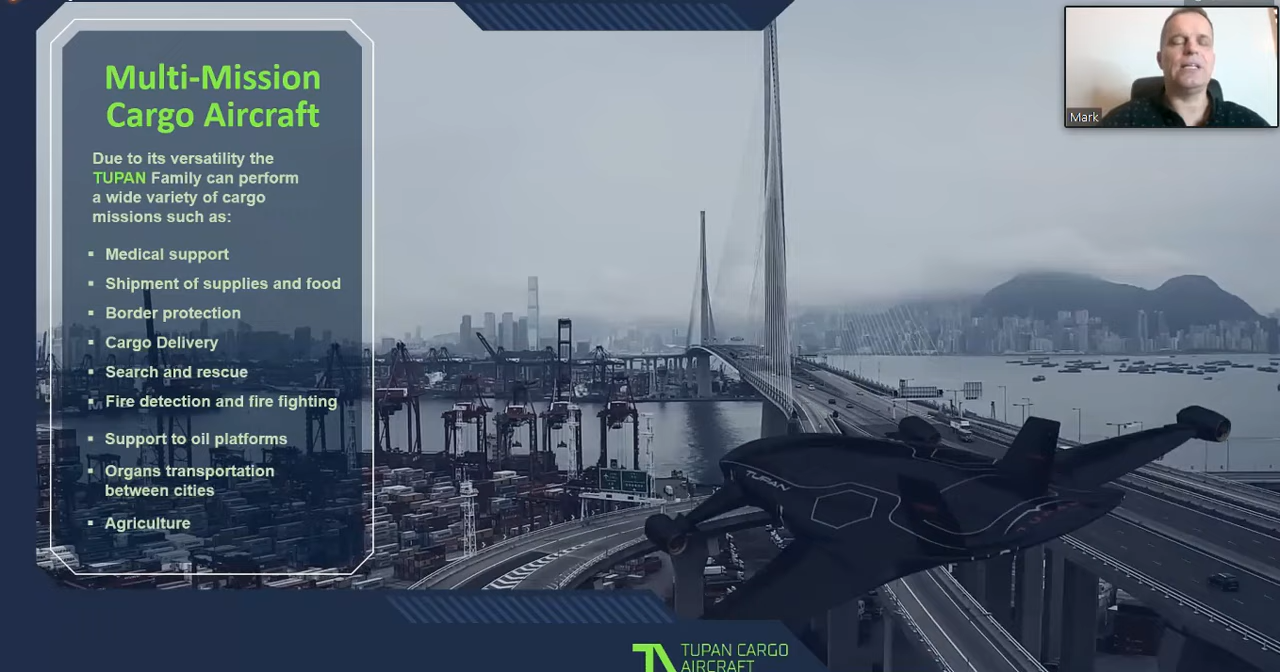 Multi-Mission
Cargo Aircraft
Due to its versatility the
TUPAN Family can perform
a wide variety of cargo
missions such as:
▪ Medical support
▪ Shipment of supplies and food
▪ Border protection
▪ Cargo Delivery
▪ Search and rescue
▪ Fire detection and fire fighting
▪ Support to oil platforms
▪ Organs transportation
between cities
▪ Agriculture
Mark
TUPAN
TUPAN CARGO
AIRCRAFT